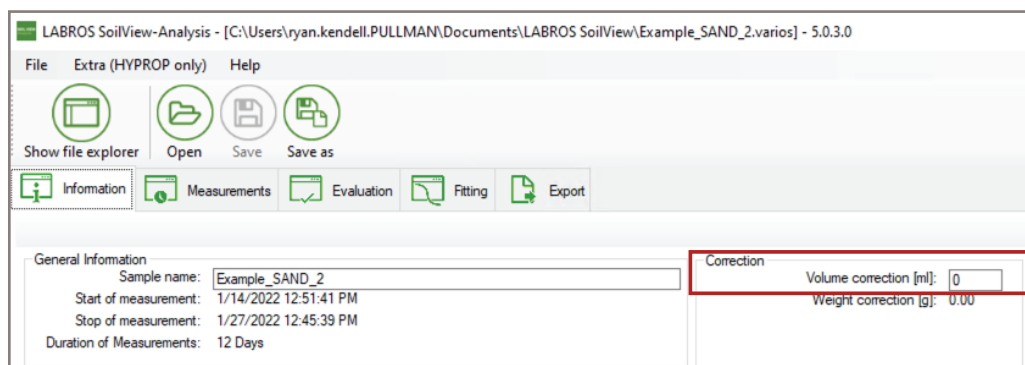 LABROS SoilView-Analysis - [C:\Users\ryan.kendell.PULLMAN\Documents\LABROS SoilView\Example_SAND_2.varios] - 5.0.3.0
File Extra (HYPROP only) Help
Show file explorer Open Save Save as
Information Measurements Evaluation Fitting Export
General Information
Sample name: Example_SAND_2
Start of measurement: 1/14/2022 12:51:41 PM
Stop of measurement: 1/27/2022 12:45:39 PM
Duration of Measurements: 12 Days
Correction
Volume correction [ml]: 0
Weight correction [g]: 0.00